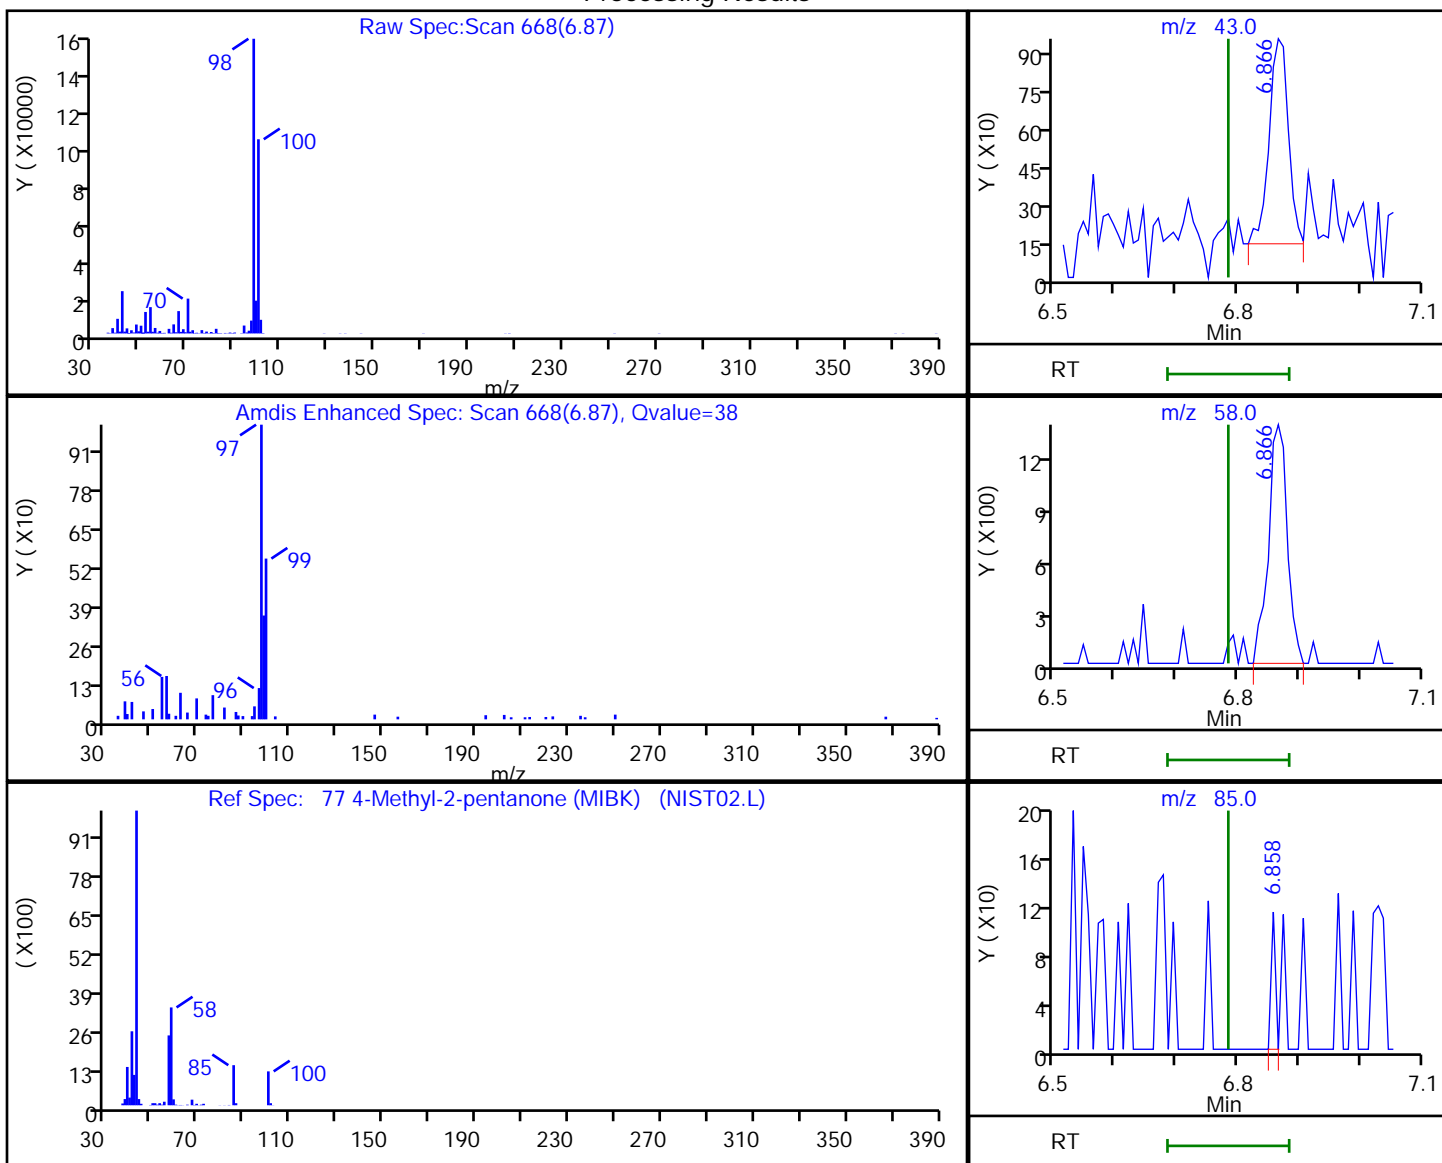 Processing Results
Raw Spec:Scan 668(6.87)
Y ( X10000)
16
14
12
10
8
6
4
2
0
98
100
70
30 70 110 150 190 230 270 310 350 390
m/z
m/z 43.0
Y ( X10)
90
75
60
45
30
15
0
6.866
6.5 6.8 7.1
Min
RT
Amdis Enhanced Spec: Scan 668(6.87), Qvalue=38
Y ( X10)
91
78
65
52
39
26
13
0
97
99
56
96
30 70 110 150 190 230 270 310 350 390
m/z
m/z 58.0
Y ( X100)
12
9
6
3
0
6.866
6.5 6.8 7.1
Min
RT
Ref Spec: 77 4-Methyl-2-pentanone (MIBK) (NIST02.L)
( X100)
91
78
65
52
39
26
13
0
58
85
100
30 70 110 150 190 230 270 310 350 390
m/z 85.0
Y ( X10)
20
16
12
8
4
0
6.858
6.5 6.8 7.1
Min
RT